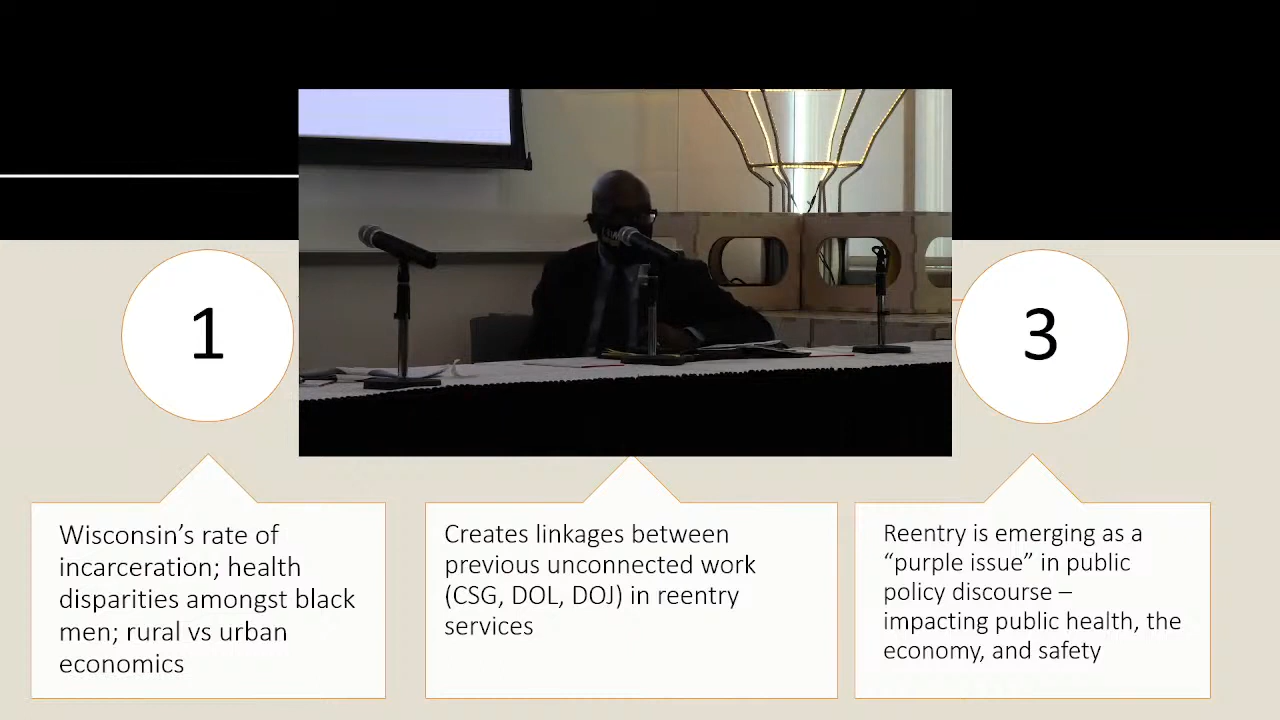 1
3
Wisconsin’s rate of
incarceration; health
disparities amongst black
men; rural vs urban
economics
Creates linkages between
previous unconnected work
(CSG, DOL, DOJ) in reentry
services
Reentry is emerging as a
“purple issue” in public
policy discourse –
impacting public health, the
economy, and safety